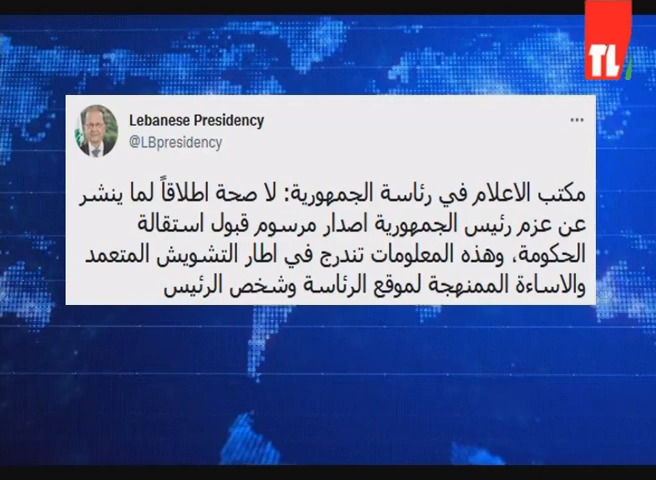 TL
Lebanese Presidency
@LBpresidency
مكتب الاعلام في رئاسة الجمهورية: لا صحة اطلاقاً لما ينشر
عن عزم رئيس الجمهورية اصدار مرسوم قبول استقالة
الحكومة، وهذه المعلومات تندرج في اطار التشويش المتعمد
والاساءة الممنهجة لموقع الرئاسة وشخص الرئيس